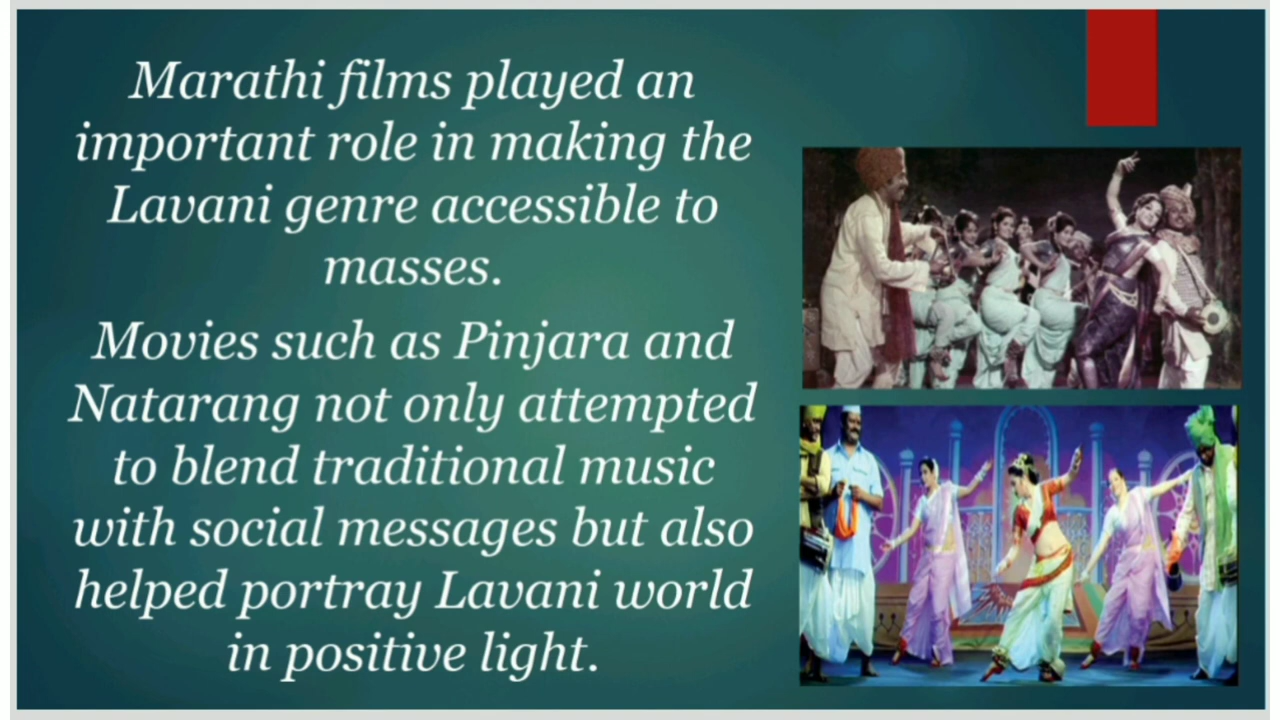 Marathi films played an
important role in making the
Lavani genre accessible to
masses.
Movies such as Pinjara and
Natarang not only attempted
to blend traditional music
with social messages but also
helped portray Lavani world
in positive light.